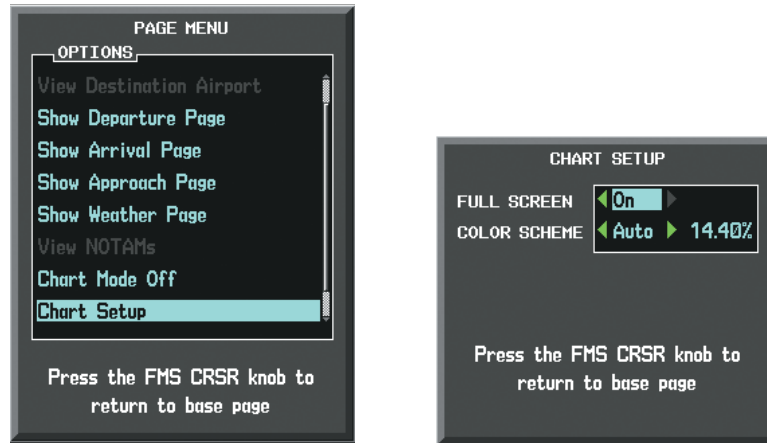 PAGE MENU
OPTIONS
View Destination Airport
Show Departure Page
Show Arrival Page
Show Approach Page
Show Weather Page
View NOTAMs
Chart Mode Off
Chart Setup
Press the FMS CRSR knob to
return to base page
CHART SETUP
FULL SCREEN On
COLOR SCHEME Auto 14.40%
Press the FMS CRSR knob to
return to base page